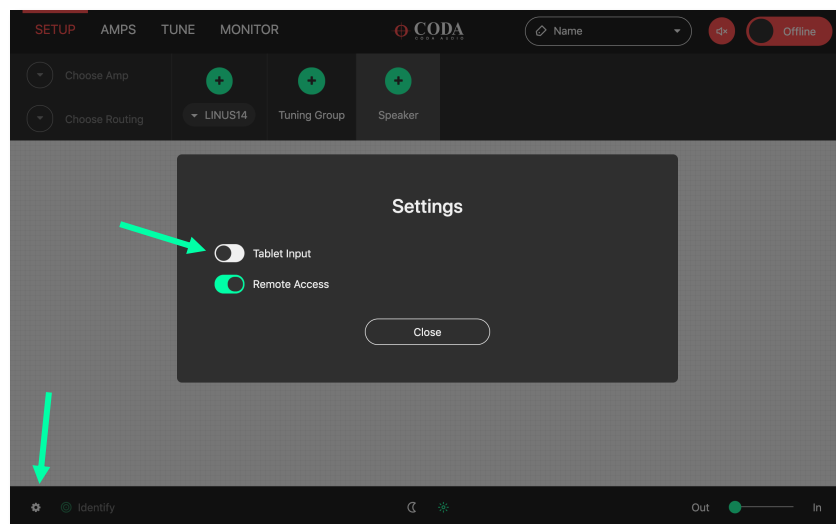 SETUP AMPS TUNE MONITOR CODA Name Offline
CODA AUDIO
Choose Amp
Choose Routing LINUS14 Tuning Group Speaker
Settings
Tablet Input
Remote Access
Close
Identify Out In